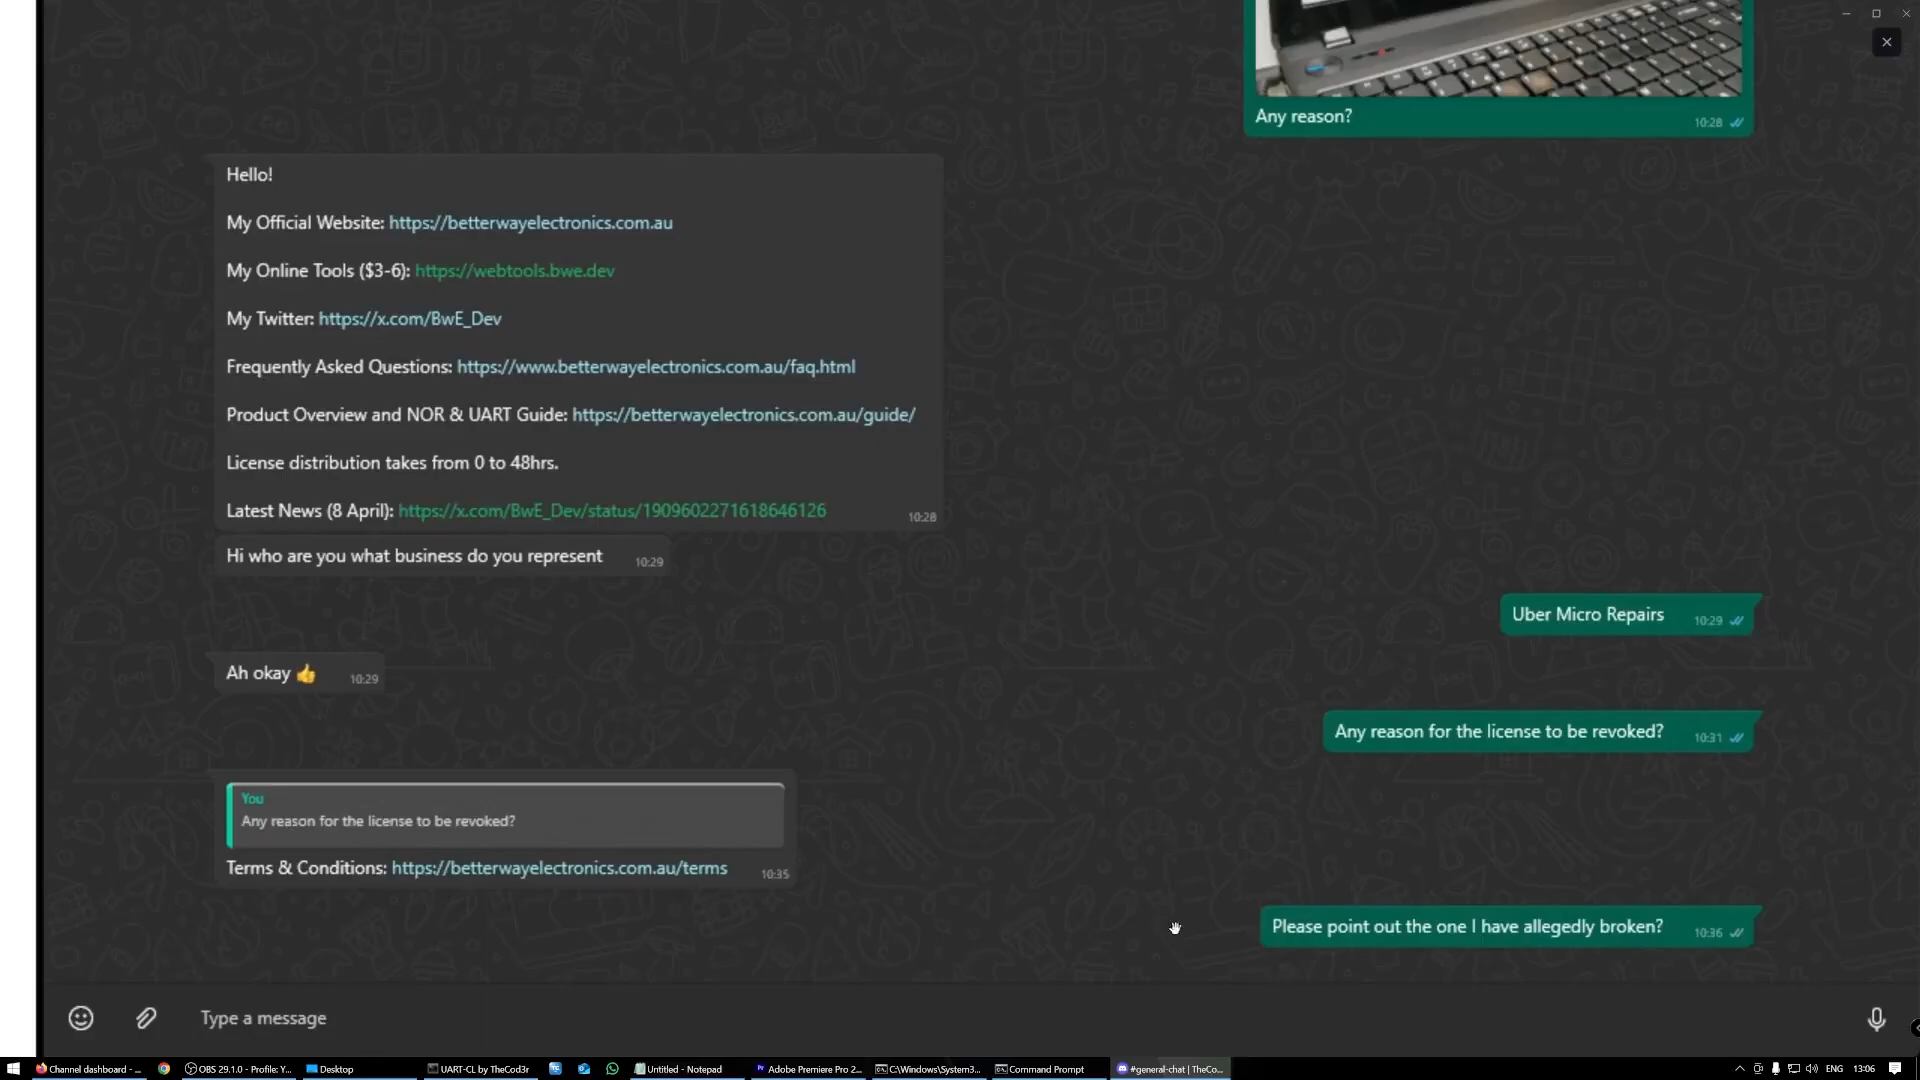 Any reason?
10:28
Hello!
My Official Website: https://betterwayelectronics.com.au
My Online Tools ($3-6): https://webtools.bwe.dev
My Twitter: https://x.com/BwE_Dev
Frequently Asked Questions: https://www.betterwayelectronics.com.au/faq.html
Product Overview and NOR & UART Guide: https://betterwayelectronics.com.au/guide/
License distribution takes from 0 to 48hrs.
Latest News (8 April): https://x.com/BwE_Dev/status/1909602271618646126
10:28
Hi who are you what business do you represent
10:29
Uber Micro Repairs
10:29
Ah okay 👍
10:29
Any reason for the license to be revoked?
10:31
You
Any reason for the license to be revoked?
Terms & Conditions: https://betterwayelectronics.com.au/terms
10:35
Please point out the one I have allegedly broken?
10:36
Type a message
Channel dashboard - ...
OBS 29.1.0 - Profile: Y...
Desktop
UART-CL by TheCod3r
Untitled - Notepad
Adobe Premiere Pro 2...
C:\Windows\System3...
Command Prompt
#general-chat | TheCo...
ENG
13:06